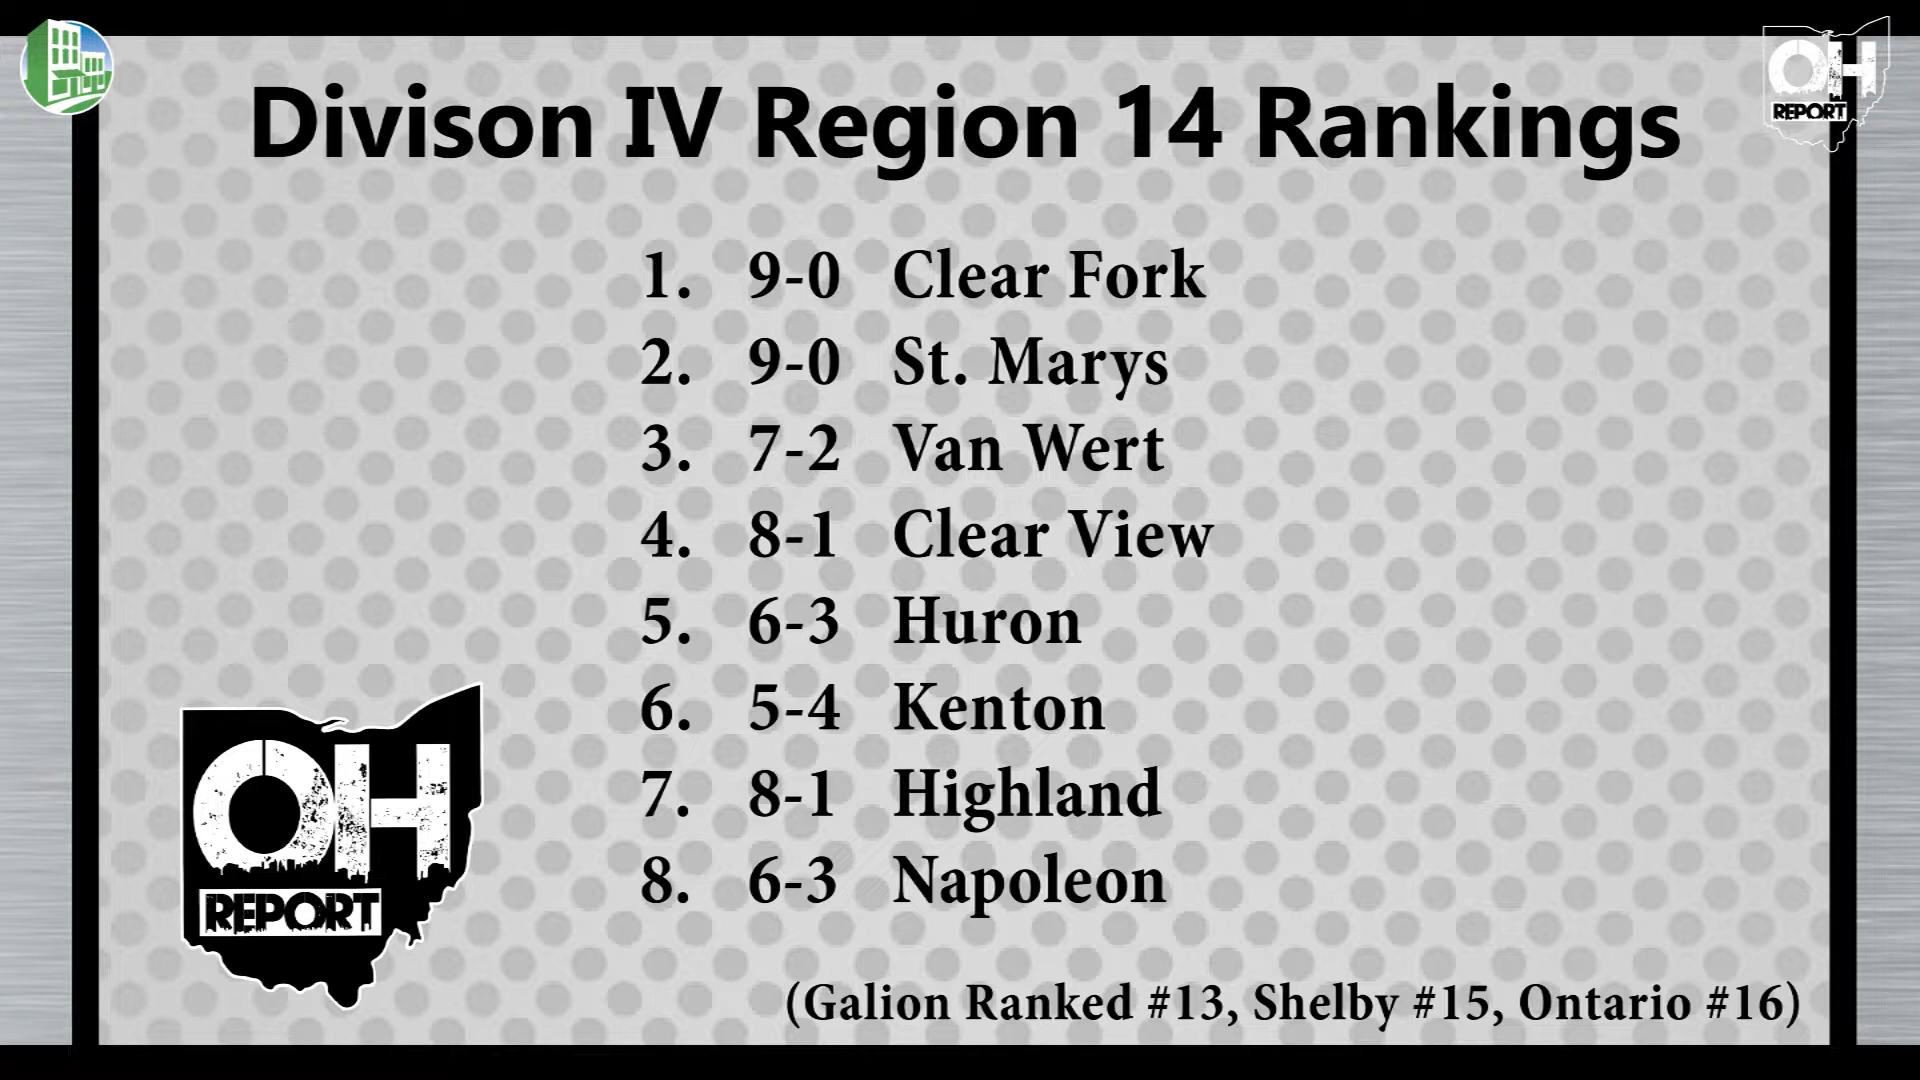 OH
REPORT
Divison IV Region 14 Rankings
1. 9-0 Clear Fork
2. 9-0 St. Marys
3. 7-2 Van Wert
4. 8-1 Clear View
5. 6-3 Huron
6. 5-4 Kenton
7. 8-1 Highland
8. 6-3 Napoleon
OH
REPORT
(Galion Ranked #13, Shelby #15, Ontario #16)